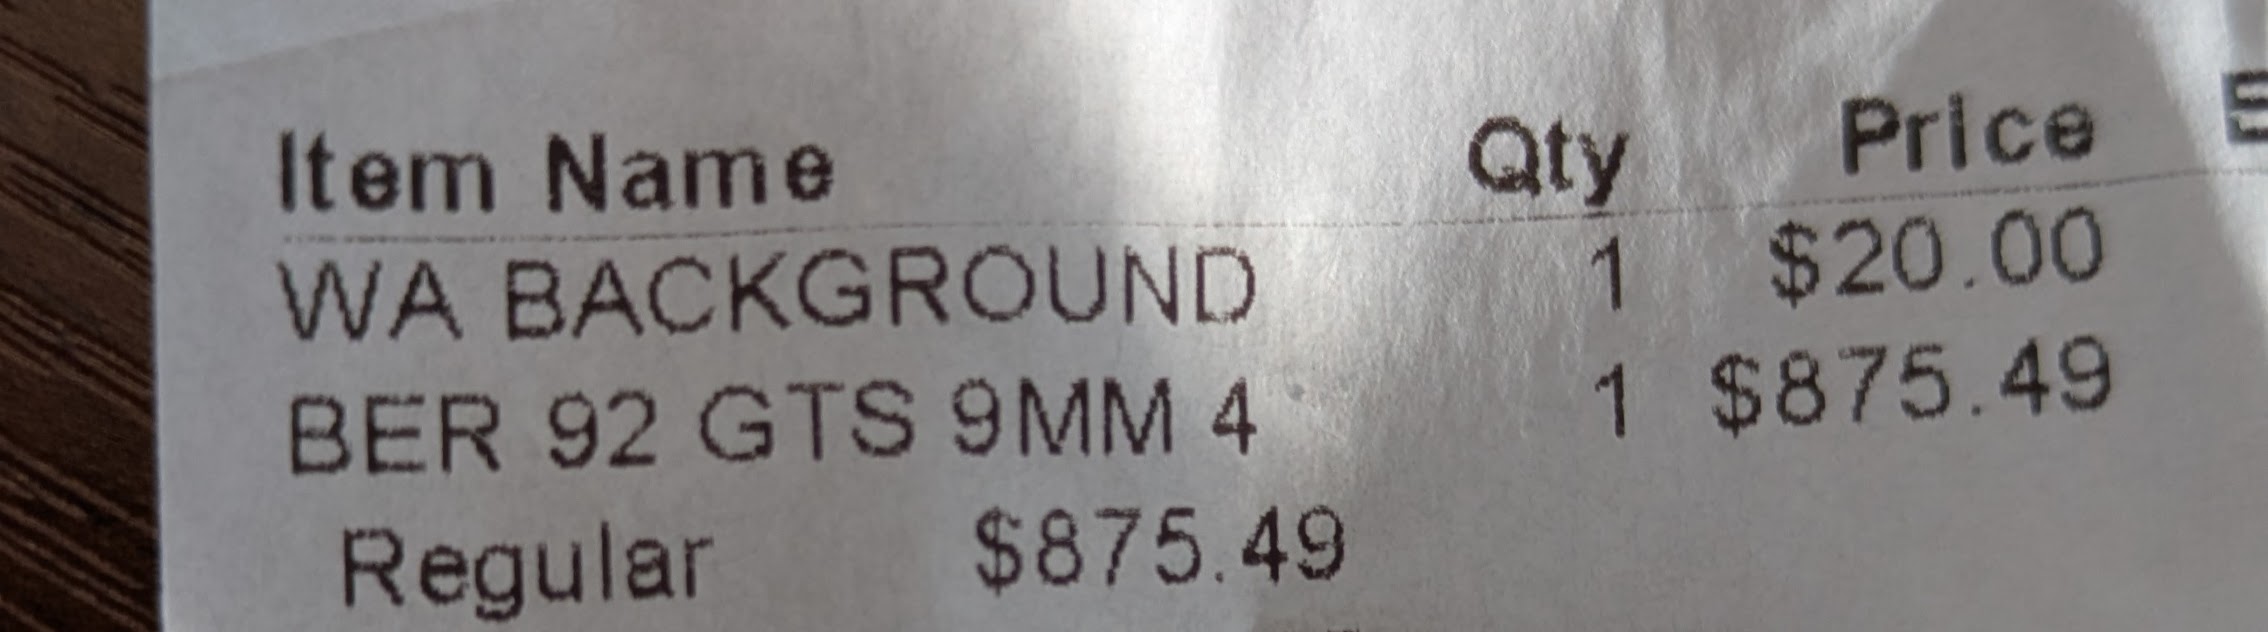 Item Name Qty Price
WA BACKGROUND 1 $20.00
BER 92 GTS 9MM 4 1 $875.49
Regular $875.49